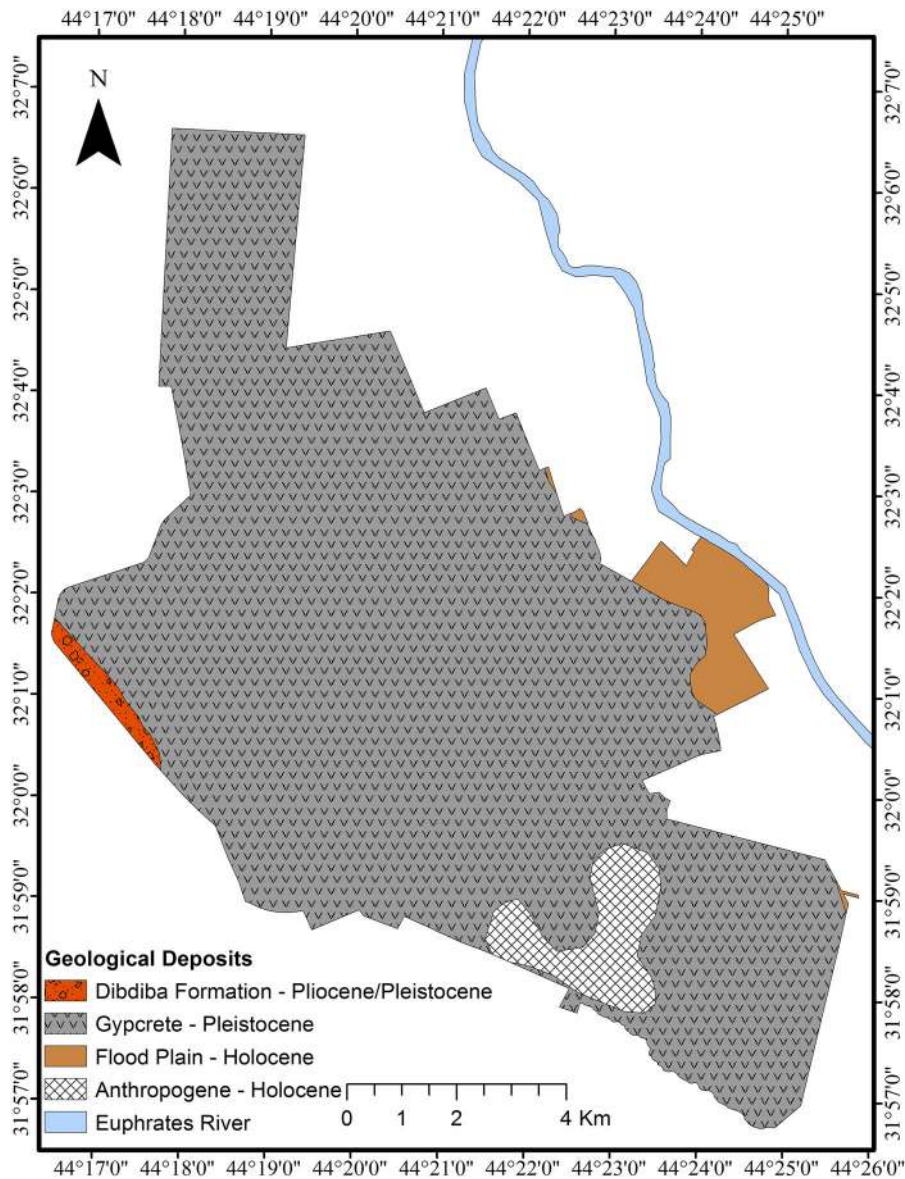 44°17'0" 44°18'0" 44°19'0" 44°20'0" 44°21'0" 44°22'0" 44°23'0" 44°24'0" 44°25'0"
N
32°7'0" 32°7'0"
32°6'0" 32°6'0"
32°5'0" 32°5'0"
32°4'0" 32°4'0"
32°3'0" 32°3'0"
32°2'0" 32°2'0"
32°1'0" 32°1'0"
32°0'0" 32°0'0"
31°59'0" 31°59'0"
31°58'0" 31°58'0"
31°57'0" 31°57'0"
Geological Deposits
Dibdiba Formation - Pliocene/Pleistocene
Gypcrete - Pleistocene
Flood Plain - Holocene
Anthropogene - Holocene
Euphrates River
0 1 2 4 Km
44°17'0" 44°18'0" 44°19'0" 44°20'0" 44°21'0" 44°22'0" 44°23'0" 44°24'0" 44°25'0" 44°26'0"